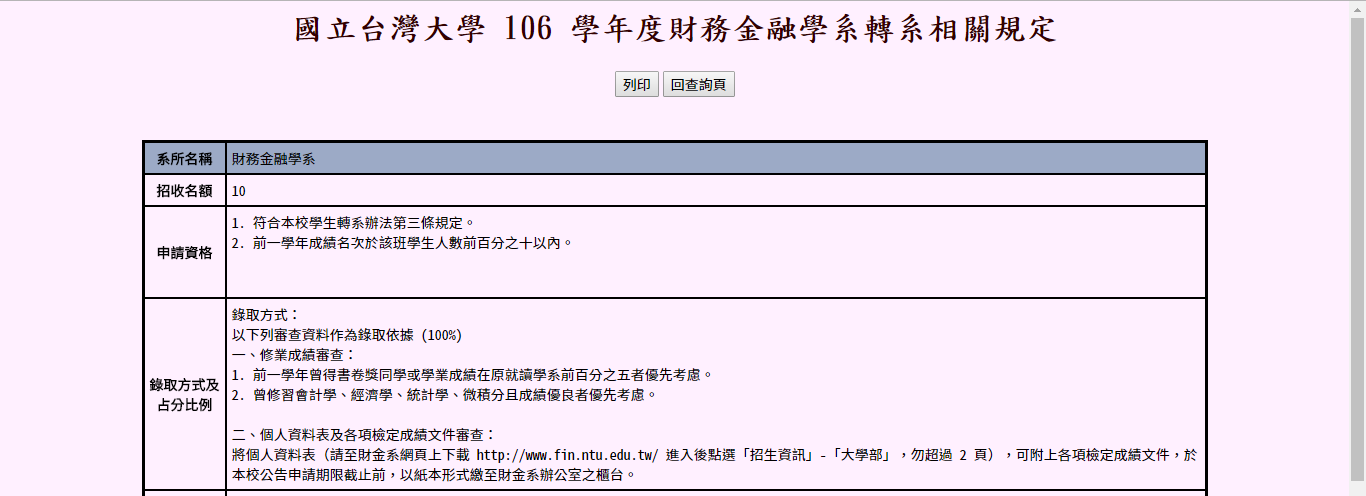 國立台灣大學 106 學年度財務金融學系轉系相關規定
列印 回查詢頁
系所名稱 財務金融學系
招收名額 10
申請資格
1. 符合本校學生轉系辦法第三條規定。
2. 前一學年成績名次於該班學生人數前百分之十以內。
錄取方式及
占分比例
錄取方式：
以下列審查資料作為錄取依據 (100%)
一、修業成績審查：
1. 前一學年曾得書卷獎同學或學業成績在原就讀學系前百分之五者優先考慮。
2. 曾修習會計學、經濟學、統計學、微積分且成績優良者優先考慮。
二、個人資料表及各項檢定成績文件審查：
將個人資料表（請至財金系網頁上下載 http://www.fin.ntu.edu.tw/ 進入後點選「招生資訊」-「大學部」，勿超過 2 頁），可附上各項檢定成績文件，於
本校公告申請期限截止前，以紙本形式繳至財金系辦公室之櫃台。